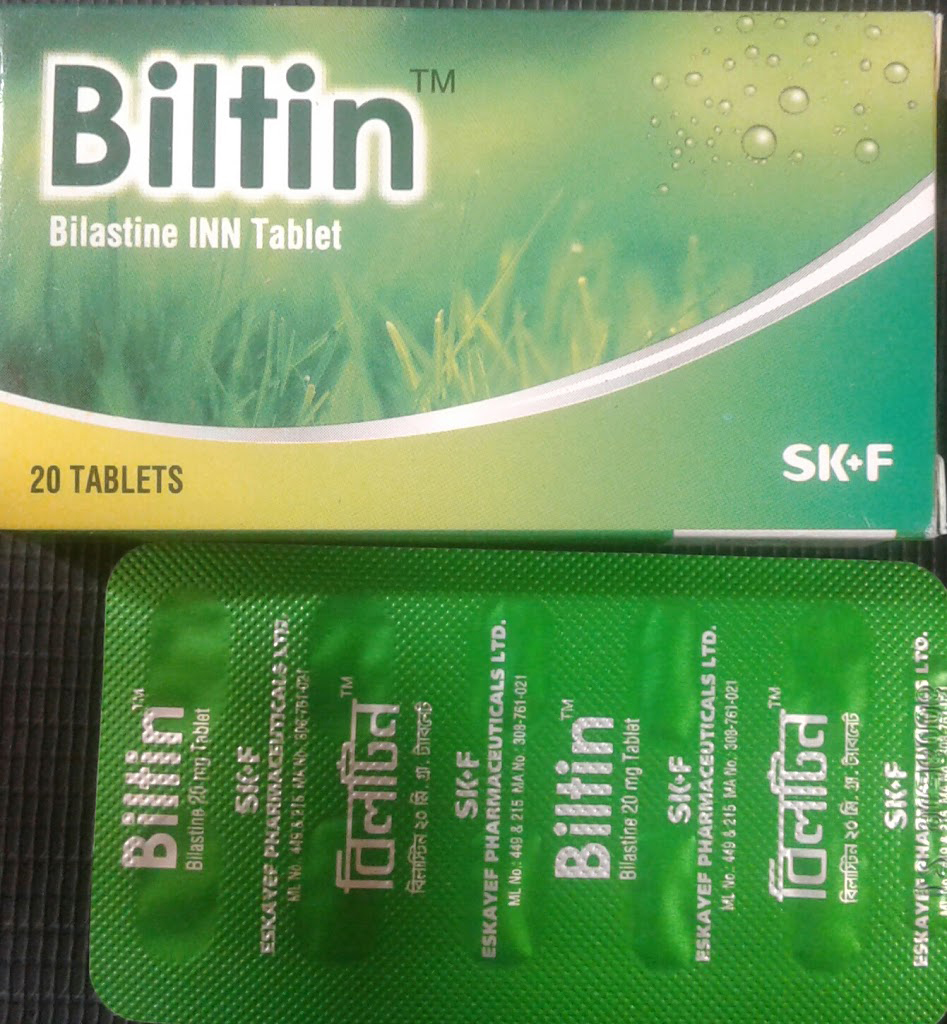 Biltin™
Bilastine INN Tablet
20 TABLETS
SK+F
Biltin™
Bilastine 20 mg Tablet
SK+F
ESKAYEF PHARMACEUTICALS LTD.
ML No. 449 & 215 MA No. 308-761-021
বিলটিন™
বিলাস্টিন ২০ মি. গ্রা. ট্যাবলেট
SK+F
ESKAYEF PHARMACEUTICALS LTD.
ML No. 449 & 215 MA No. 308-761-021
Biltin™
Bilastine 20 mg Tablet
SK+F
ESKAYEF PHARMACEUTICALS LTD.
ML No. 449 & 215 MA No. 308-761-021
বিলটিন™
বিলাস্টিন ২০ মি. গ্রা. ট্যাবলেট
SK+F
ESKAYEF PHARMACEUTICALS LTD.